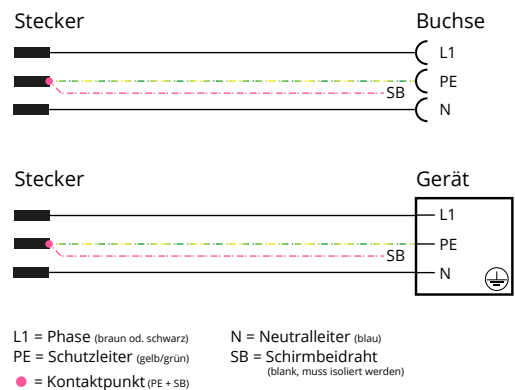 Stecker Buchse
L1
PE
SB
N
Stecker Gerät
L1
PE
SB
N
L1 = Phase (braun od. schwarz) N = Neutralleiter (blau)
PE = Schutzleiter (gelb/grün) SB = Schirmbeidraht
(blank, muss isoliert werden)
= Kontaktpunkt (PE + SB)